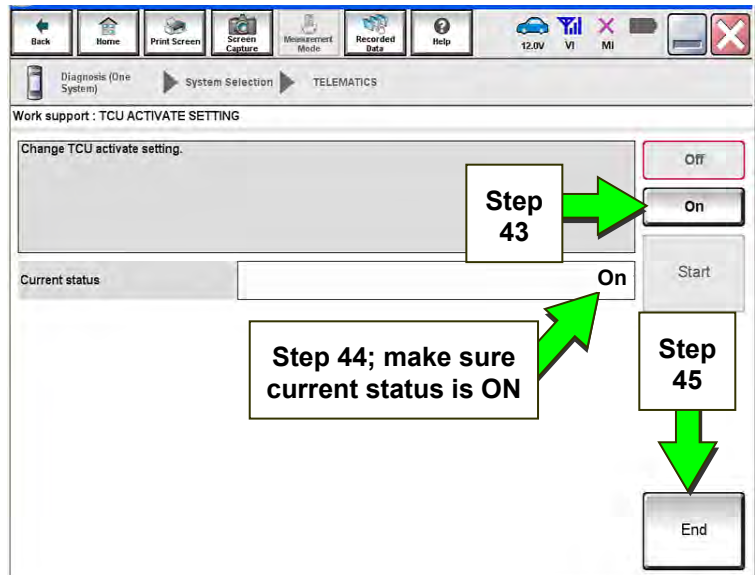 Back
Home
Print Screen
Screen
Capture
Measurement
Mode
Recorded
Data
Help
12.0V
VI
MI
Diagnosis (One
System)
System Selection
TELEMATICS
Work support : TCU ACTIVATE SETTING
Change TCU activate setting.
Off
Step
43
On
Current status
On
Start
Step 44; make sure
current status is ON
Step
45
End